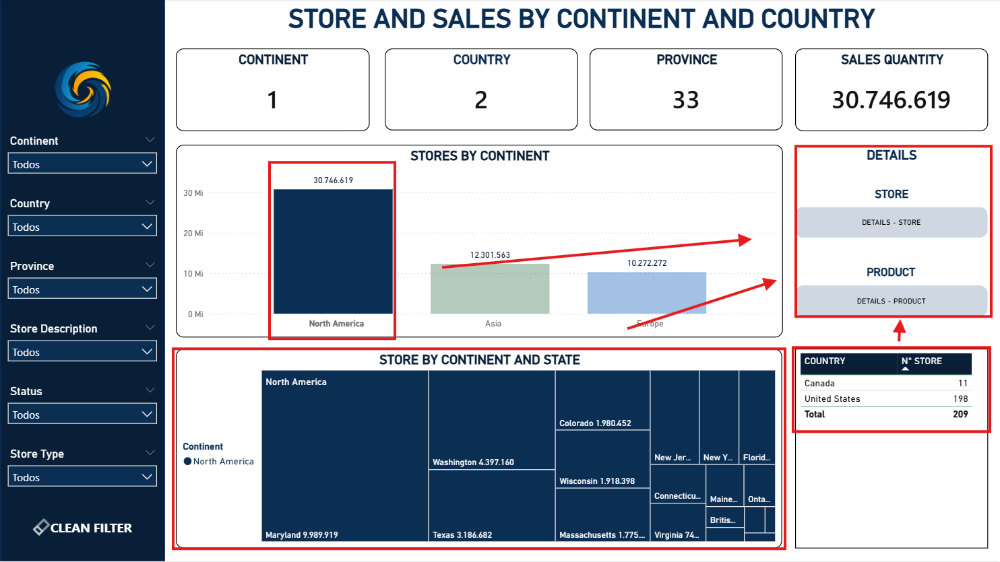 STORE AND SALES BY CONTINENT AND COUNTRY
CONTINENT
1
COUNTRY
2
PROVINCE
33
SALES QUANTITY
30.746.619
Continent
Todos
Country
Todos
Province
Todos
Store Description
Todos
Status
Todos
Store Type
Todos
CLEAN FILTER
STORES BY CONTINENT
30 Mi
20 Mi
10 Mi
0 Mi
30.746.619
12.301.563
10.272.272
North America
Asia
Europe
DETAILS
STORE
DETAILS - STORE
PRODUCT
DETAILS - PRODUCT
STORE BY CONTINENT AND STATE
Continent
North America
North America
Maryland 9.989.919
Washington 4.397.160
Texas 3.186.682
Colorado 1.980.452
Wisconsin 1.918.398
Massachusetts 1.775....
New Jer...
New Y...
Florid...
Connecticu...
Maine...
Onta...
Virginia 74...
Britis...
COUNTRY N° STORE
Canada 11
United States 198
Total 209